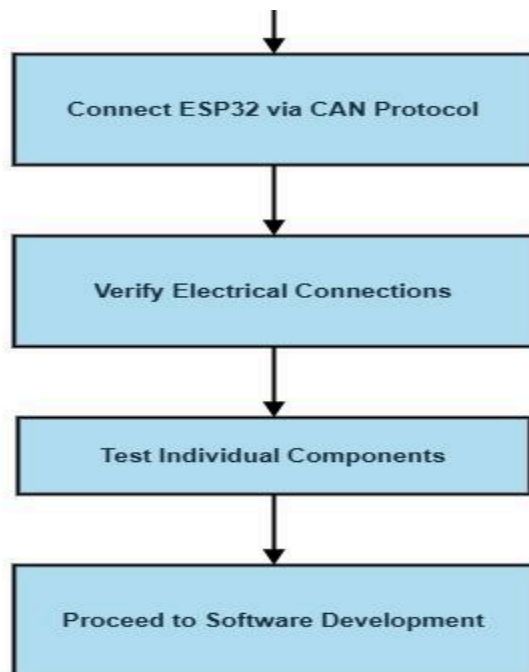 Connect ESP32 via CAN Protocol
Verify Electrical Connections
Test Individual Components
Proceed to Software Development